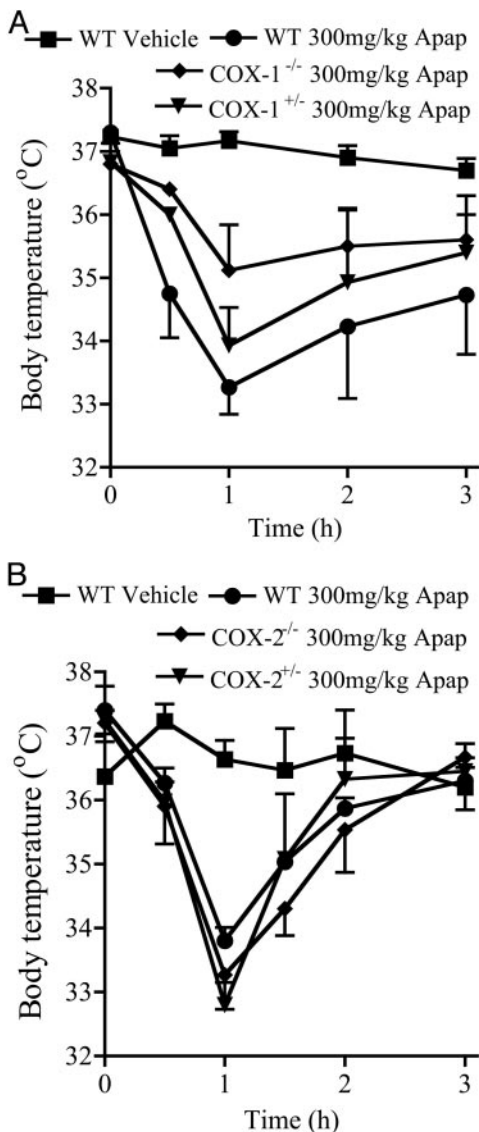 A
WT Vehicle WT 300mg/kg Apap
COX-1-/- 300mg/kg Apap
COX-1+/- 300mg/kg Apap
38
37
36
35
34
33
32
Body temperature (°C)
0 1 2 3
Time (h)
B
WT Vehicle WT 300mg/kg Apap
COX-2-/- 300mg/kg Apap
COX-2+/- 300mg/kg Apap
38
37
36
35
34
33
32
Body temperature (°C)
0 1 2 3
Time (h)